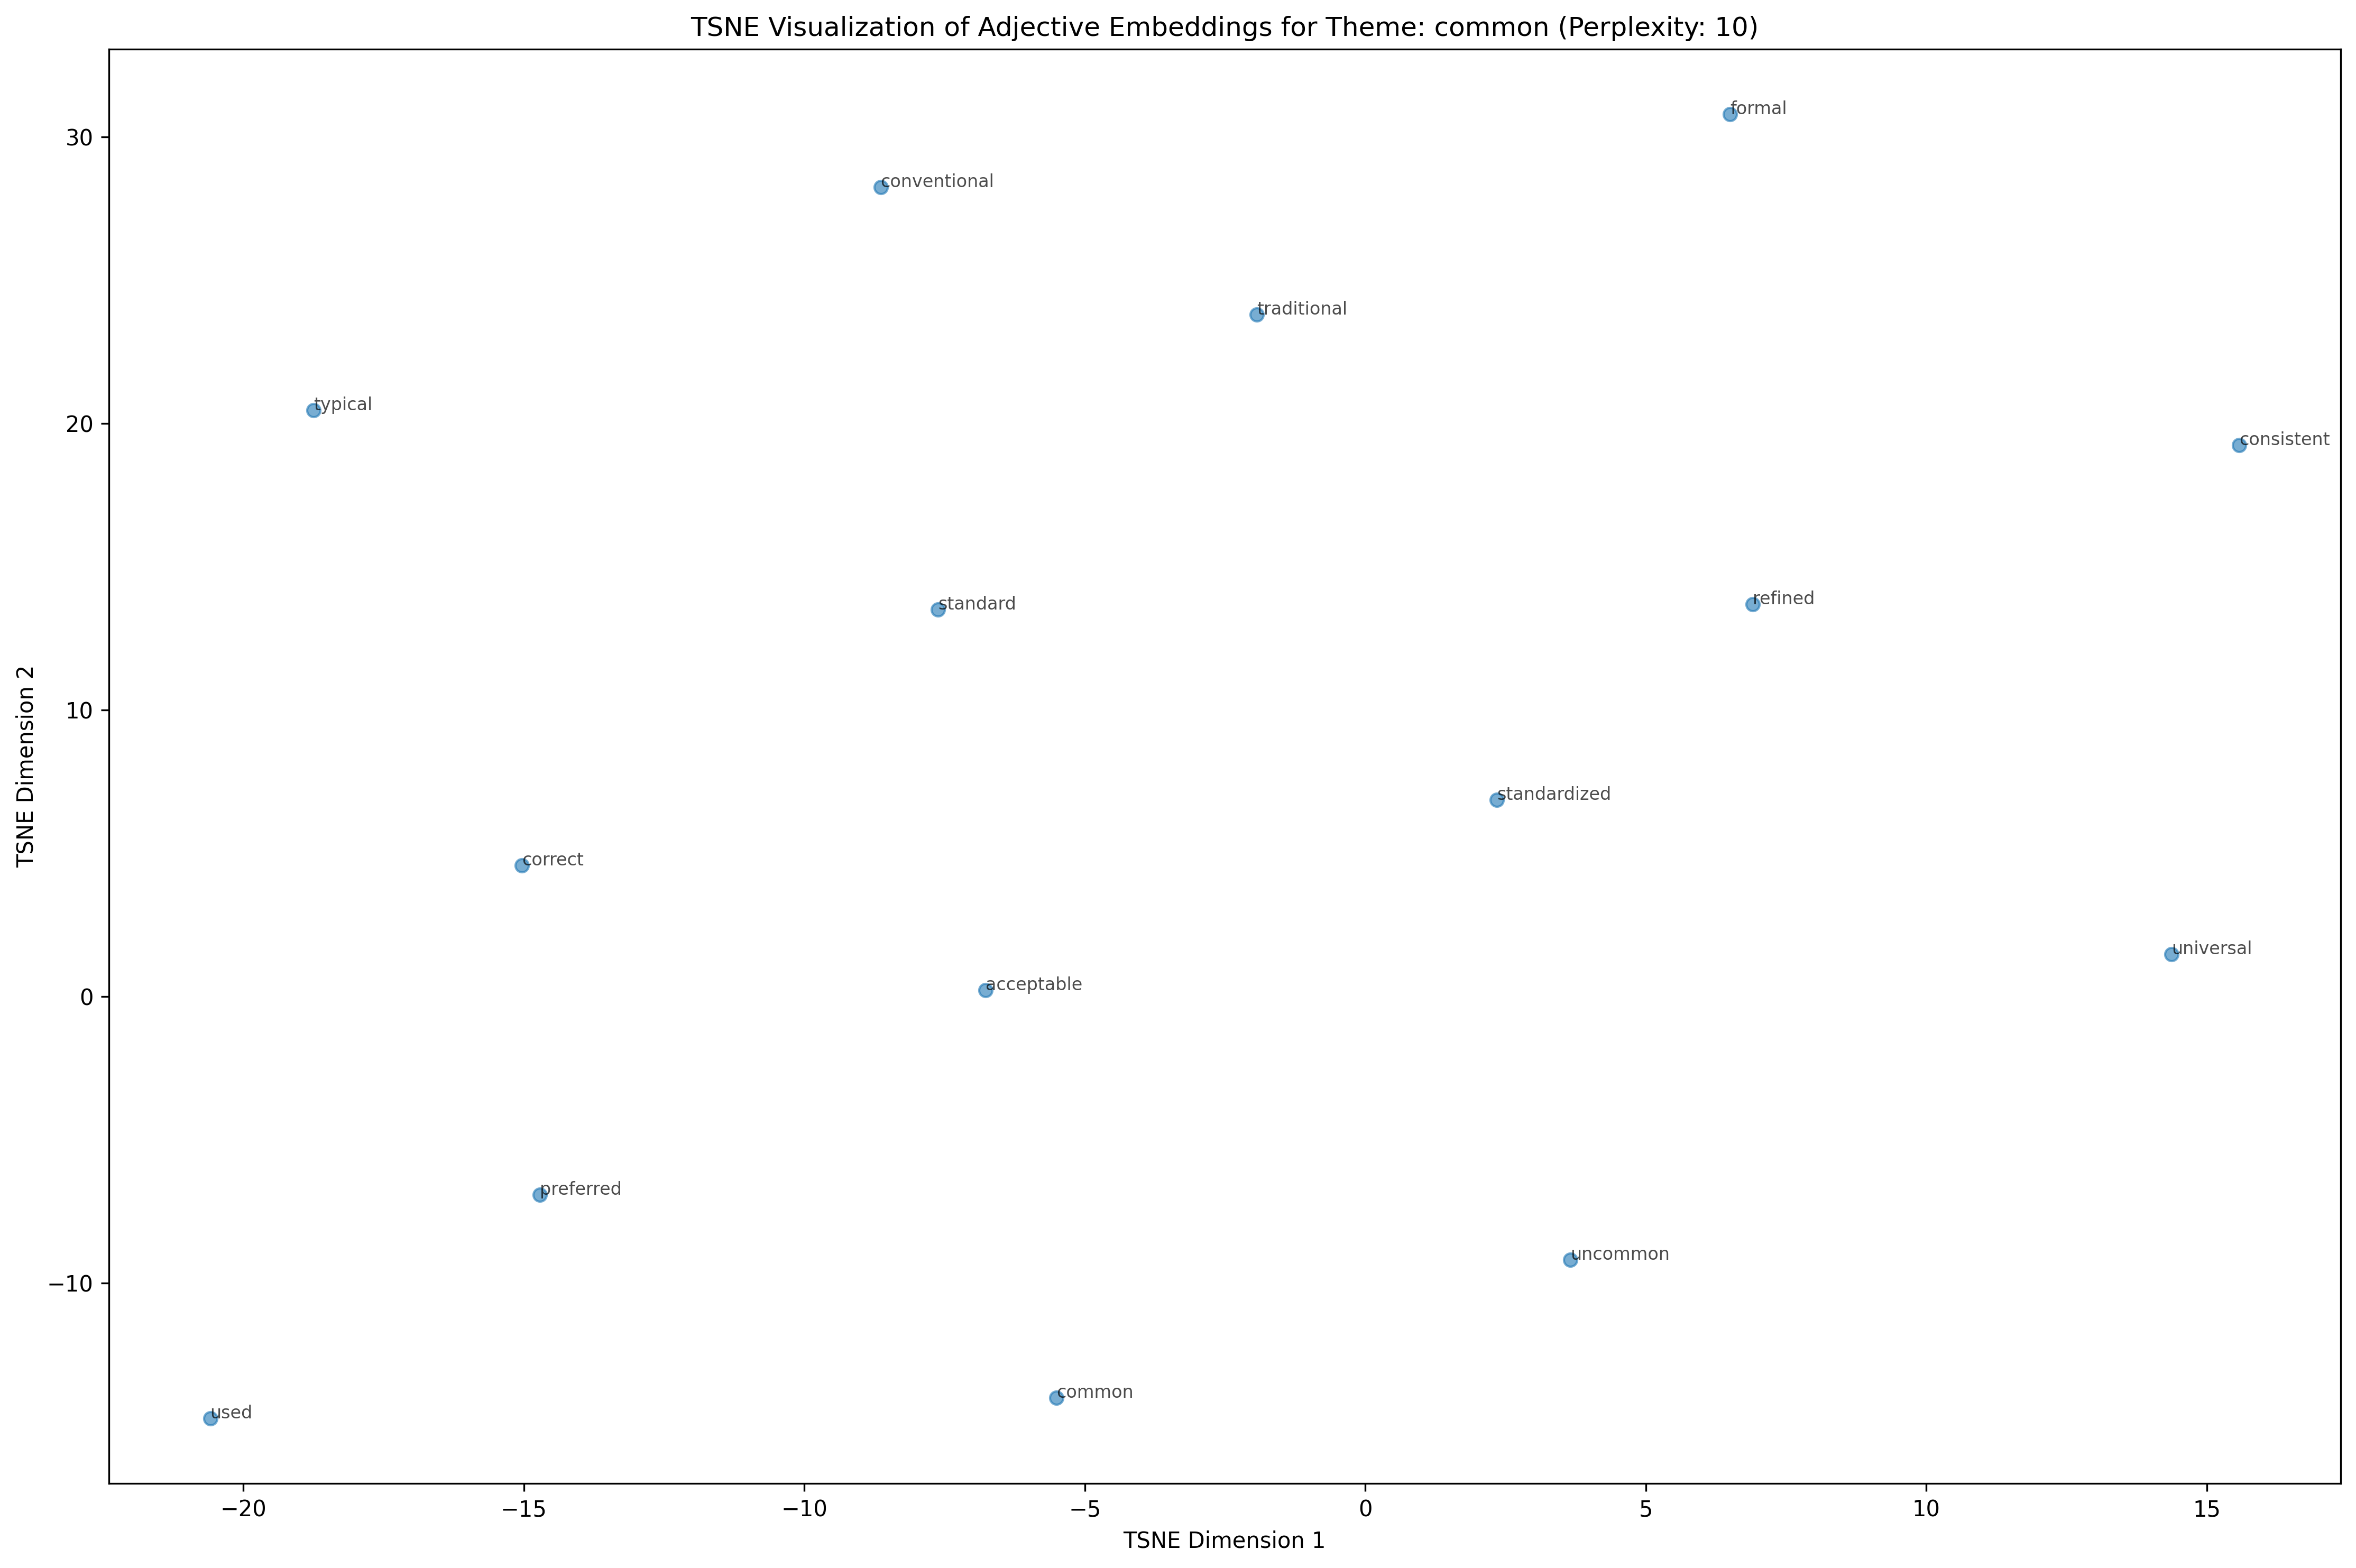 TSNE Visualization of Adjective Embeddings for Theme: common (Perplexity: 10)
formal
conventional
traditional
typical
consistent
standard
refined
standardized
correct
universal
acceptable
preferred
uncommon
common
used
30
20
10
0
−10
TSNE Dimension 2
−20
−15
−10
−5
0
5
10
15
TSNE Dimension 1